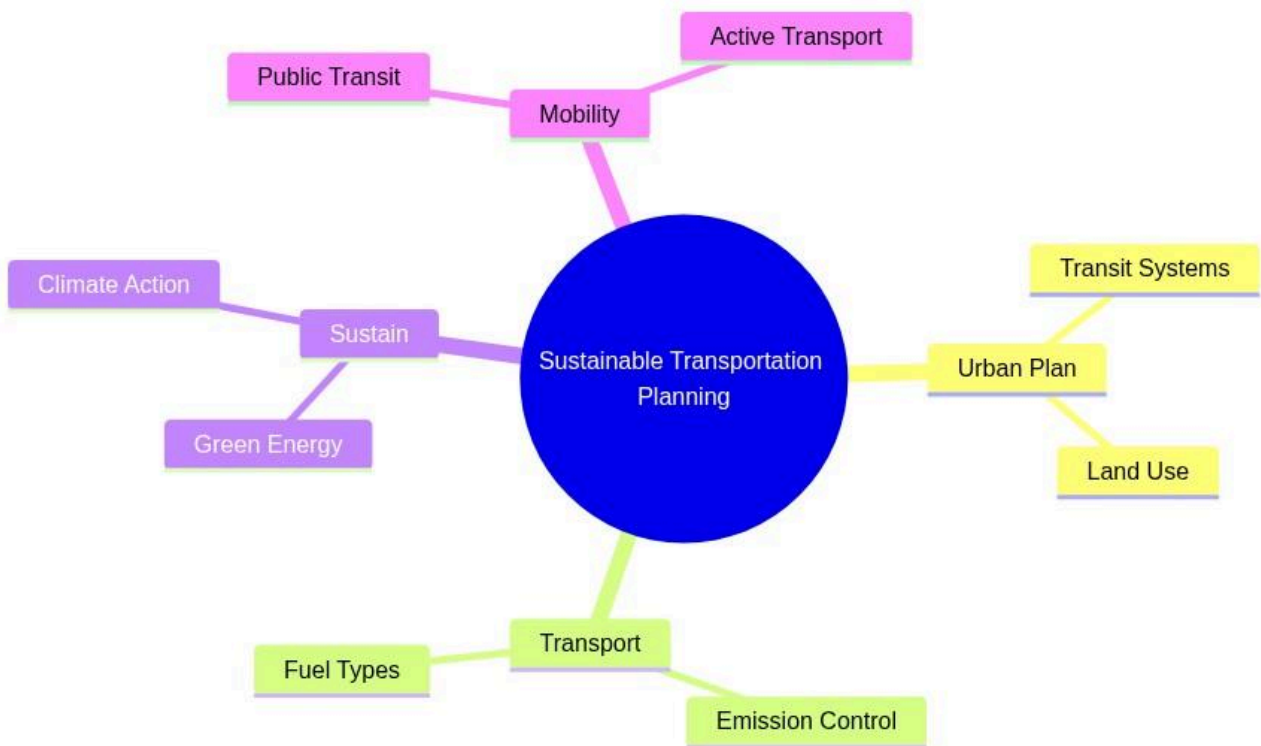 Active Transport
Public Transit
Mobility
Transit Systems
Climate Action
Sustain
Sustainable Transportation
Planning
Urban Plan
Green Energy
Land Use
Transport
Fuel Types
Emission Control